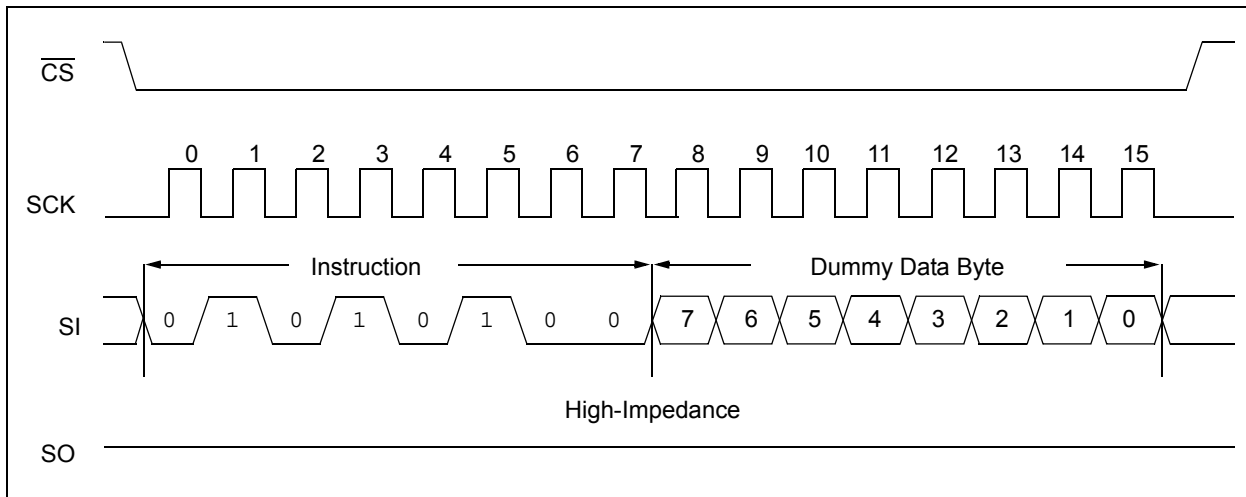 CS
0 1 2 3 4 5 6 7 8 9 10 11 12 13 14 15
SCK
Instruction Dummy Data Byte
SI 0 1 0 1 0 1 0 0 7 6 5 4 3 2 1 0
High-Impedance
SO